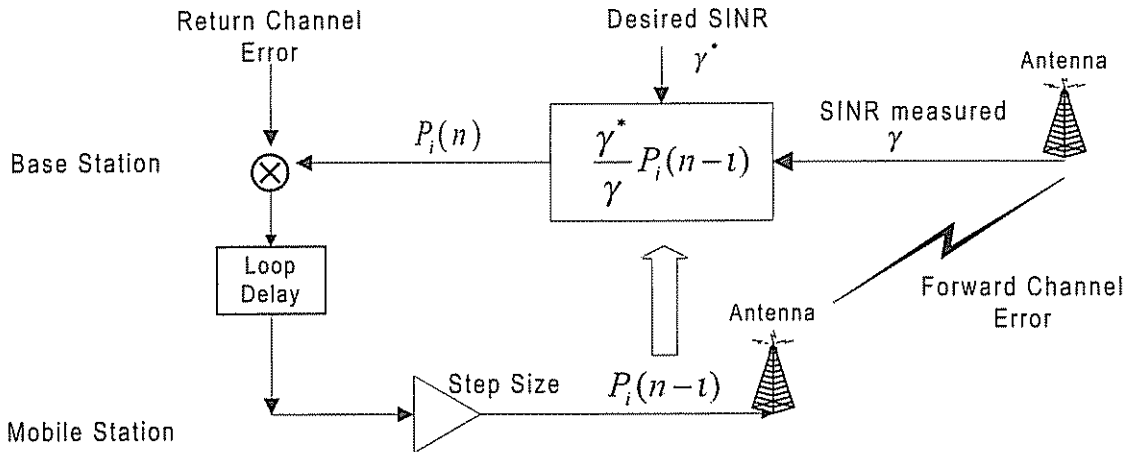 Return Channel
Error
Desired SINR
γ*
Antenna
SINR measured
γ
P_i(n)
γ*/γ P_i(n-ι)
Base Station
Loop
Delay
Forward Channel
Error
Antenna
Step Size
P_i(n-ι)
Mobile Station